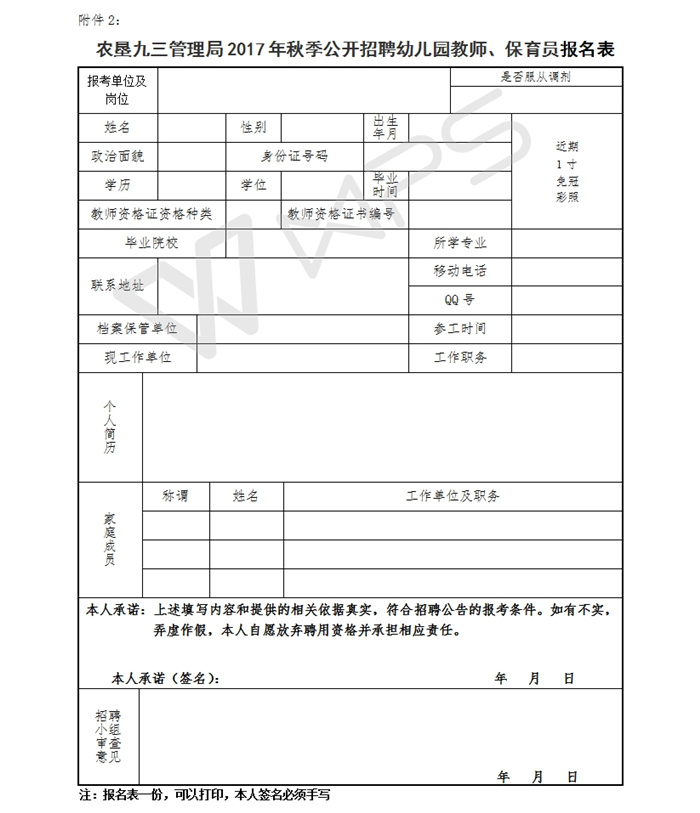 附件2：
农垦九三管理局2017年秋季公开招聘幼儿园教师、保育员报名表
报考单位及
岗位
是否服从调剂
姓名
性别
出生
年月
近期
1寸
免冠
彩照
政治面貌
身份证号码
学历
学位
毕业
时间
教师资格证资格种类
教师资格证书编号
毕业院校
所学专业
联系地址
移动电话
QQ号
档案保管单位
参工时间
现工作单位
工作职务
个
人
简
历
家
庭
成
员
称谓
姓名
工作单位及职务
本人承诺：上述填写内容和提供的相关依据真实，符合招聘公告的报考条件。如有不实，
弄虚作假，本人自愿放弃聘用资格并承担相应责任。
本人承诺（签名）： 年 月 日
招聘
小组
审查
意见
年 月 日
注：报名表一份，可以打印，本人签名必须手写
WPS